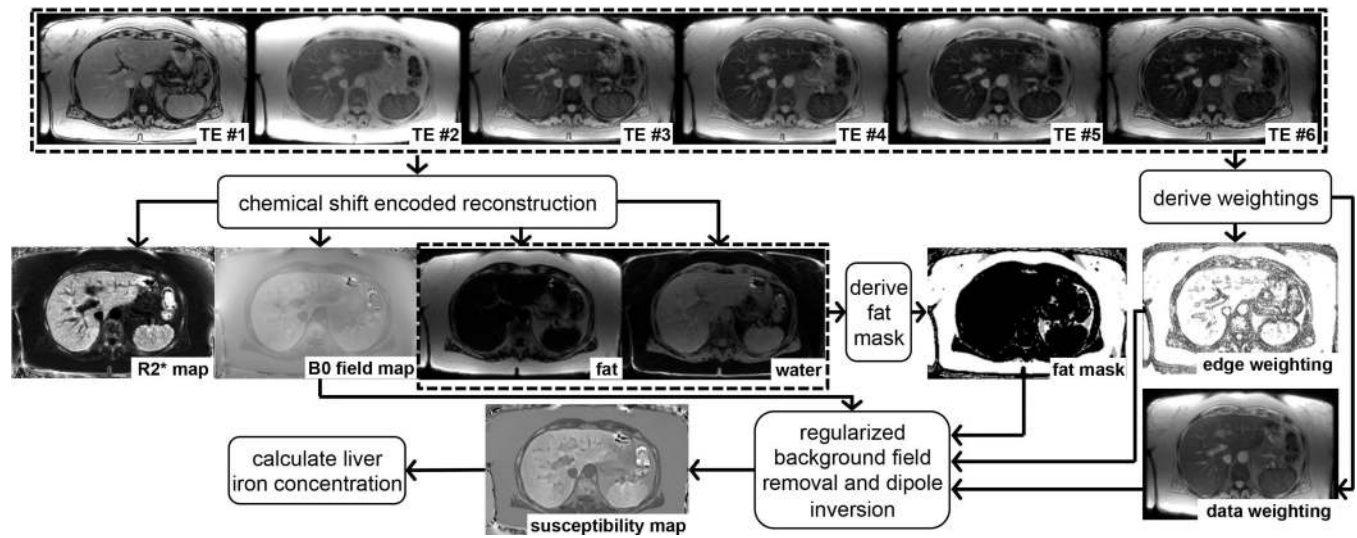 TE #1
TE #2
TE #3
TE #4
TE #5
TE #6
chemical shift encoded reconstruction
derive weightings
R2* map
B0 field map
fat
water
derive
fat
mask
fat mask
edge weighting
calculate liver
iron concentration
susceptibility map
regularized
background field
removal and dipole
inversion
data weighting